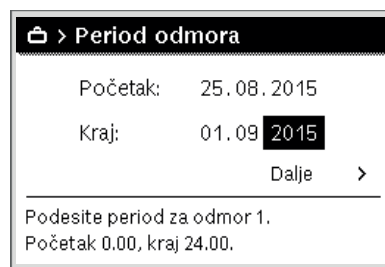 > Period odmora
Početak: 25.08.2015
Kraj: 01.09 2015
Dalje >
Podesite period za odmor 1.
Početak 0.00, kraj 24.00.